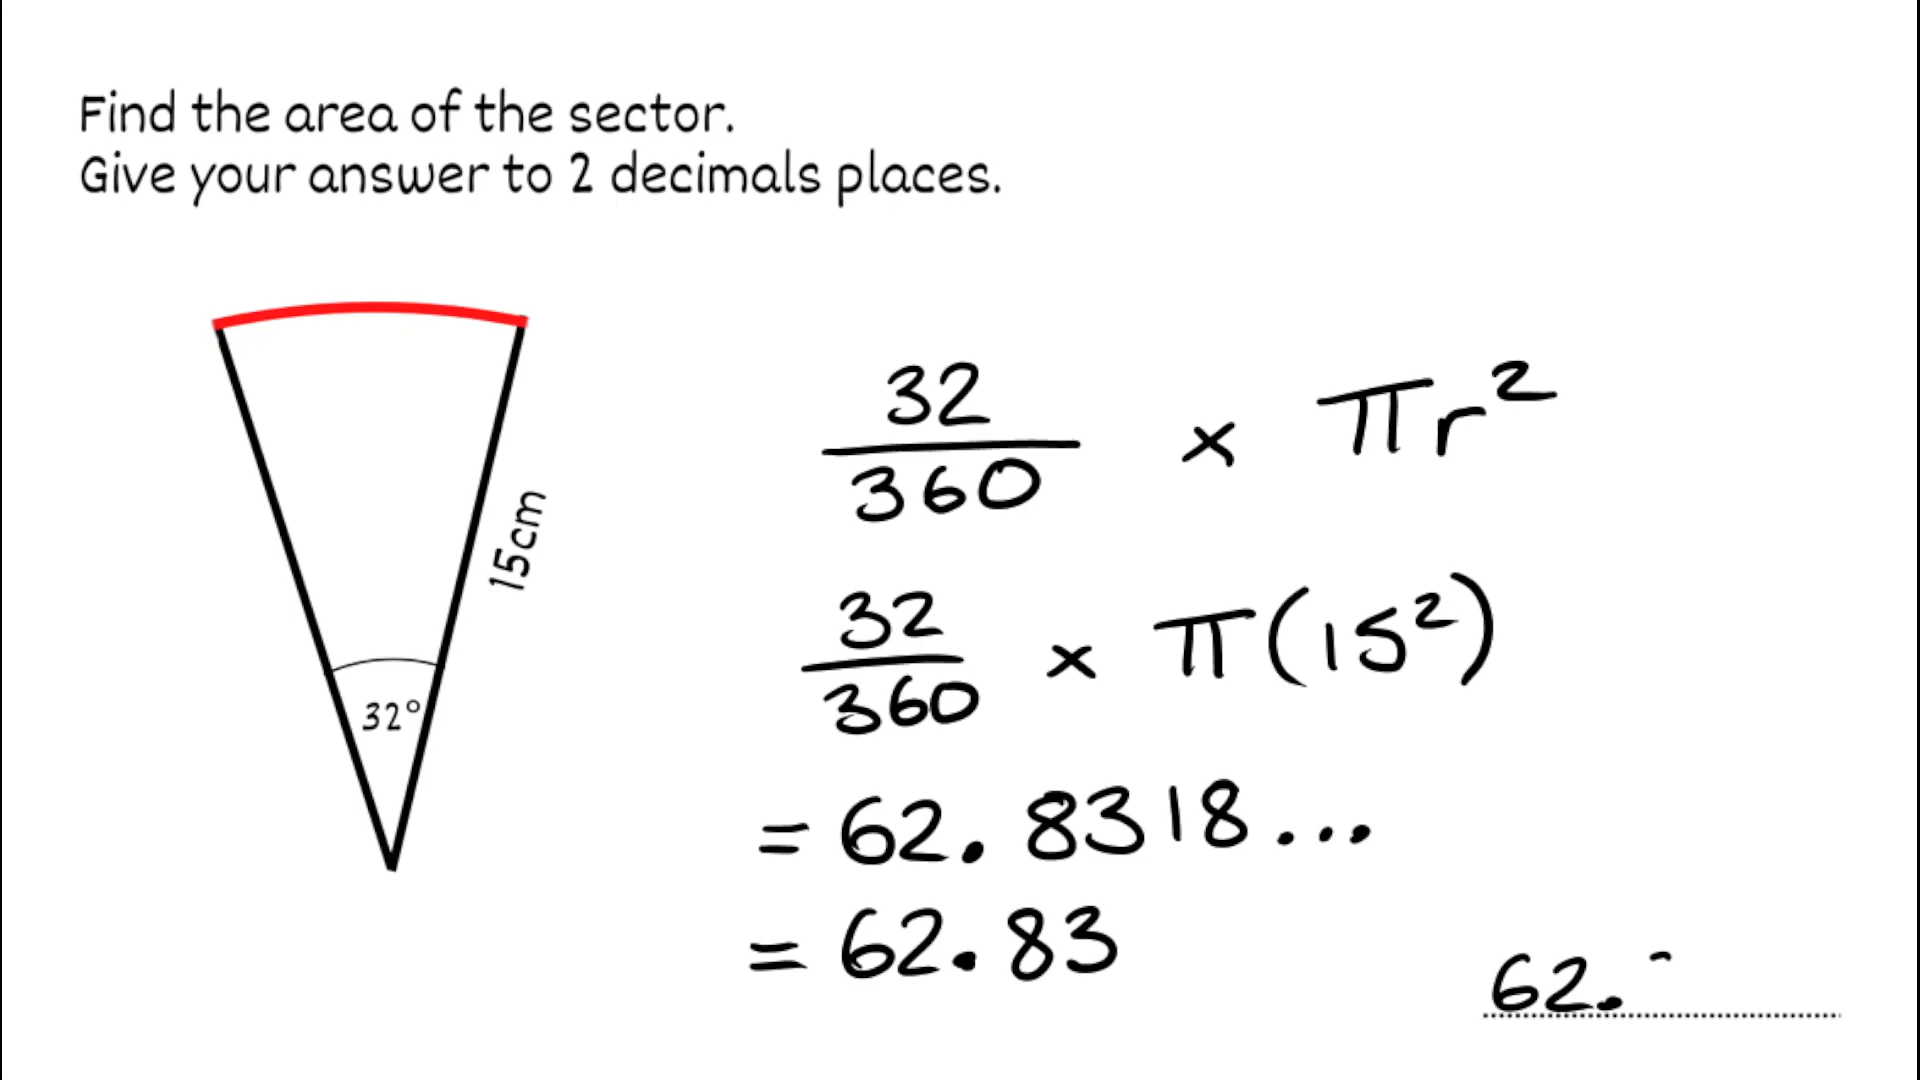 Find the area of the sector.
Give your answer to 2 decimals places.
15cm
32°
32/360 × πr²
32/360 × π(15²)
= 62.8318...
= 62.83
62.